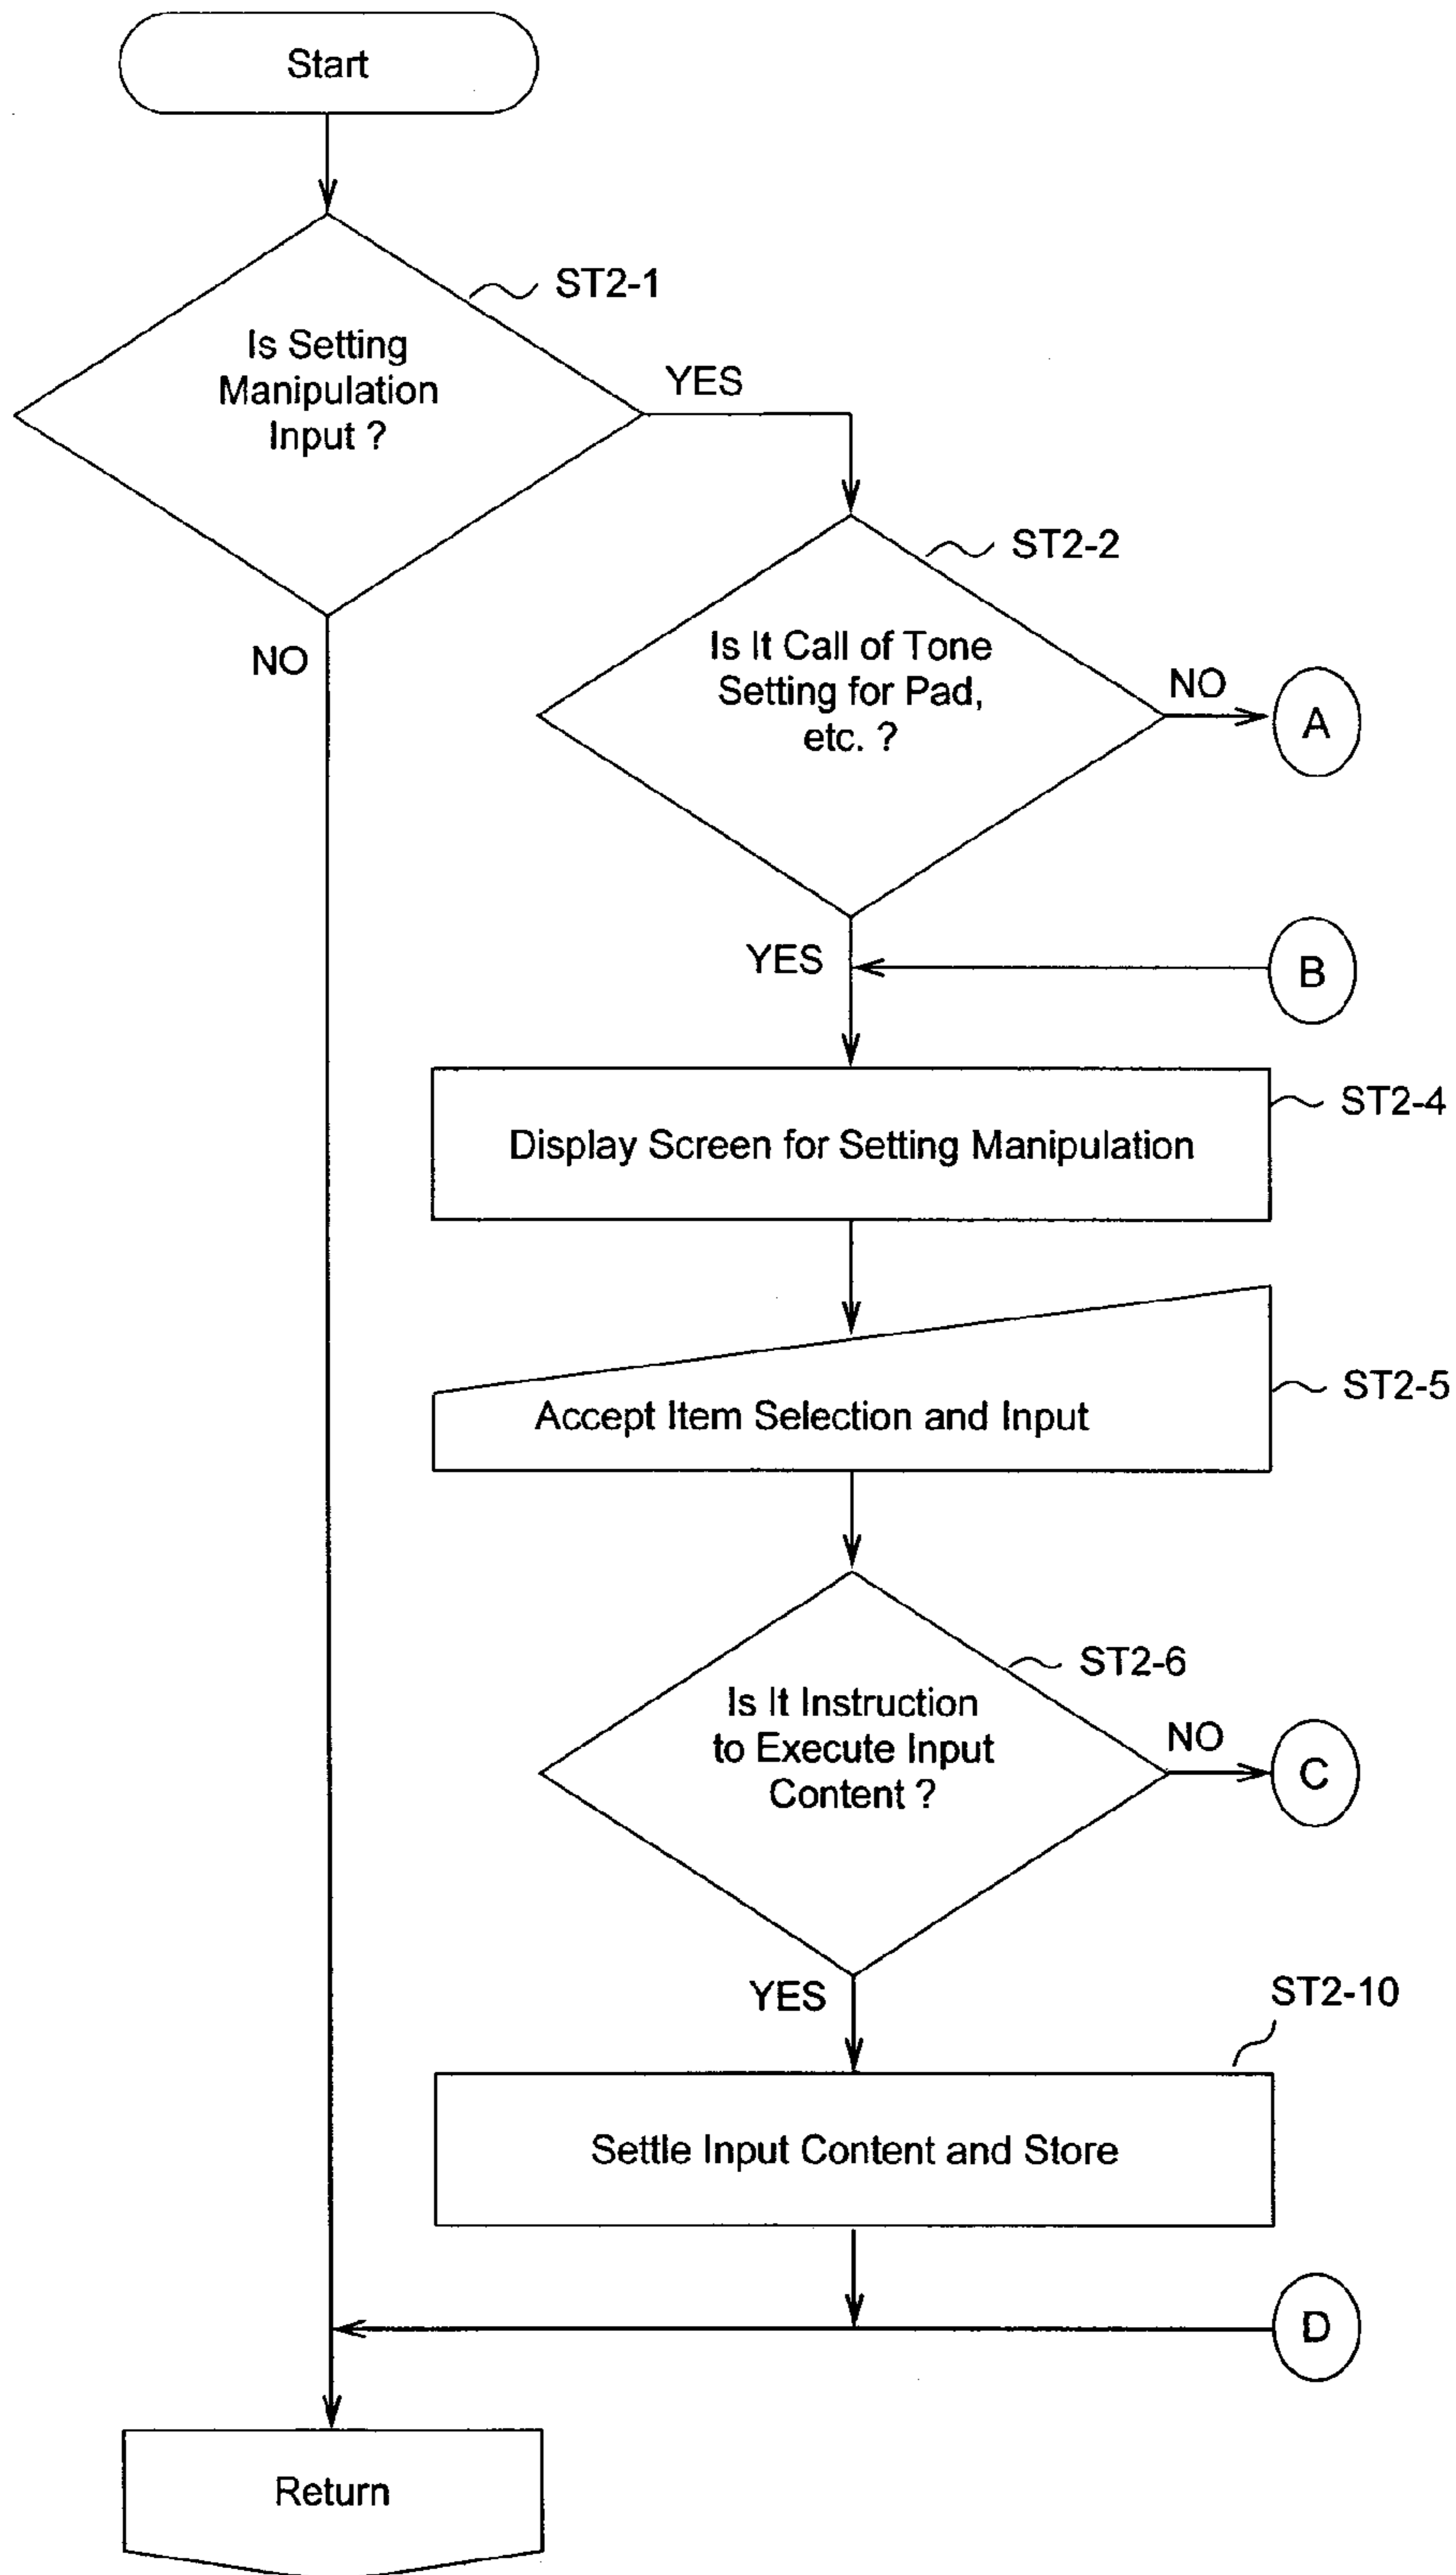 Start
ST2-1
Is Setting
Manipulation
Input ?
YES
NO
ST2-2
Is It Call of Tone
Setting for Pad,
etc. ?
NO
A
YES
B
ST2-4
Display Screen for Setting Manipulation
ST2-5
Accept Item Selection and Input
ST2-6
Is It Instruction
to Execute Input
Content ?
NO
C
YES
ST2-10
Settle Input Content and Store
D
Return